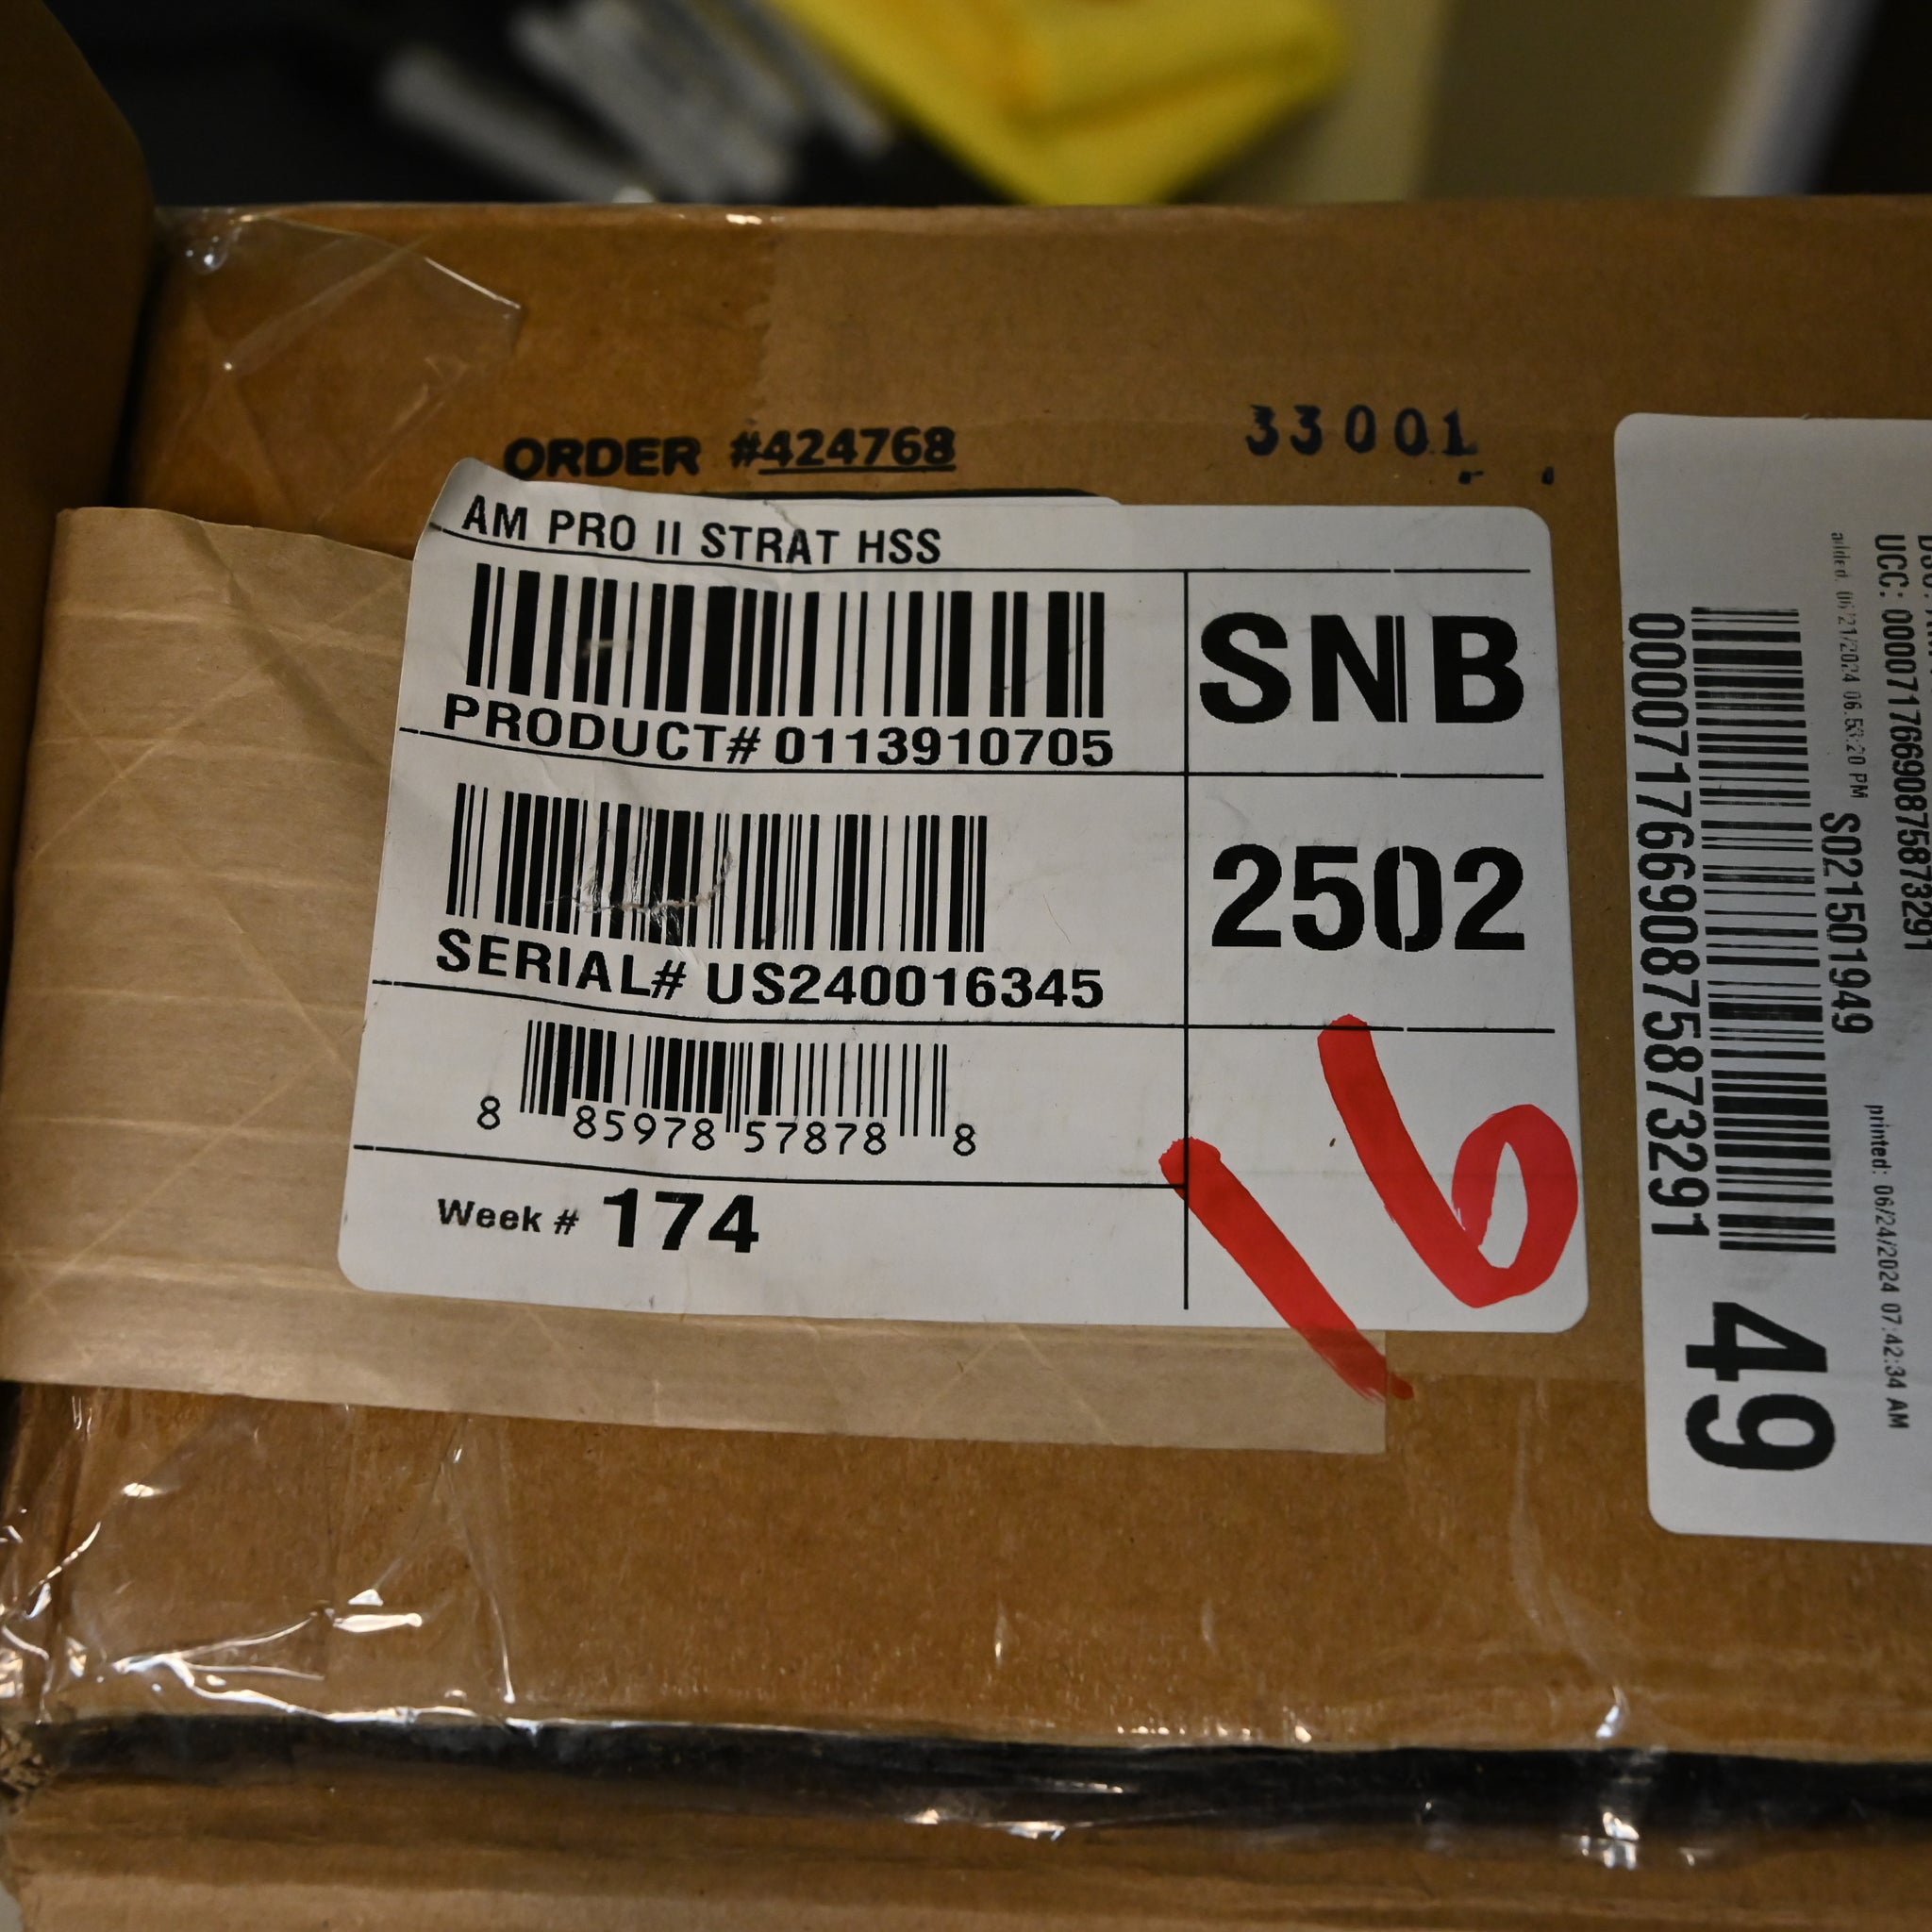 ORDER #424768
33001
AM PRO II STRAT HSS
PRODUCT# 0113910705
SNB
SERIAL# US240016345
2502
8 85978 57878 8
Week # 174
16
UCC: 00007176690875873291
added: 06/21/2024 06:53:20 PM
S021501949
printed: 06/24/2024 07:42:34 AM
00007176690875873291
49